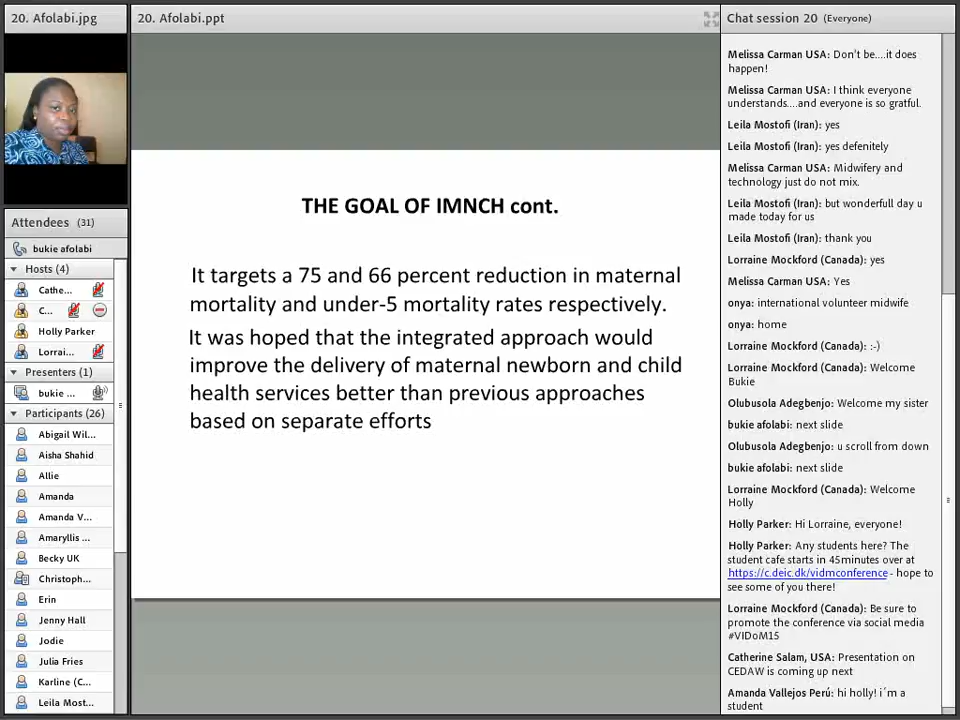 20. Afolabi.jpg
Attendees (31)
bukie afolabi
Hosts (4)
Cathe...
C...
Holly Parker
Lorrai...
Presenters (1)
bukie ...
Participants (26)
Abigail Wil...
Aisha Shahid
Allie
Amanda
Amanda V...
Amaryllis ...
Becky UK
Christoph...
Erin
Jenny Hall
Jodie
Julia Fries
Karline (C...
Leila Most...
20. Afolabi.ppt
THE GOAL OF IMNCH cont.
It targets a 75 and 66 percent reduction in maternal
mortality and under-5 mortality rates respectively.
It was hoped that the integrated approach would
improve the delivery of maternal newborn and child
health services better than previous approaches
based on separate efforts
Chat session 20 (Everyone)
Melissa Carman USA: Don't be....it does
happen!
Melissa Carman USA: I think everyone
understands....and everyone is so gratful.
Leila Mostofi (Iran): yes
Leila Mostofi (Iran): yes defenitely
Melissa Carman USA: Midwifery and
technology just do not mix.
Leila Mostofi (Iran): but wonderfull day u
made today for us
Leila Mostofi (Iran): thank you
Lorraine Mockford (Canada): yes
Melissa Carman USA: Yes
onya: international volunteer midwife
onya: home
Lorraine Mockford (Canada): :-)
Lorraine Mockford (Canada): Welcome
Bukie
Olubusola Adegbenjo: Welcome my sister
bukie afolabi: next slide
Olubusola Adegbenjo: u scroll from down
bukie afolabi: next slide
Lorraine Mockford (Canada): Welcome
Holly
Holly Parker: Hi Lorraine, everyone!
Holly Parker: Any students here? The
student cafe starts in 45minutes over at
https://c.deic.dk/vidmconference - hope to
see some of you there!
Lorraine Mockford (Canada): Be sure to
promote the conference via social media
#VIDoM15
Catherine Salam, USA: Presentation on
CEDAW is coming up next
Amanda Vallejos Perú: hi holly! i´m a
student